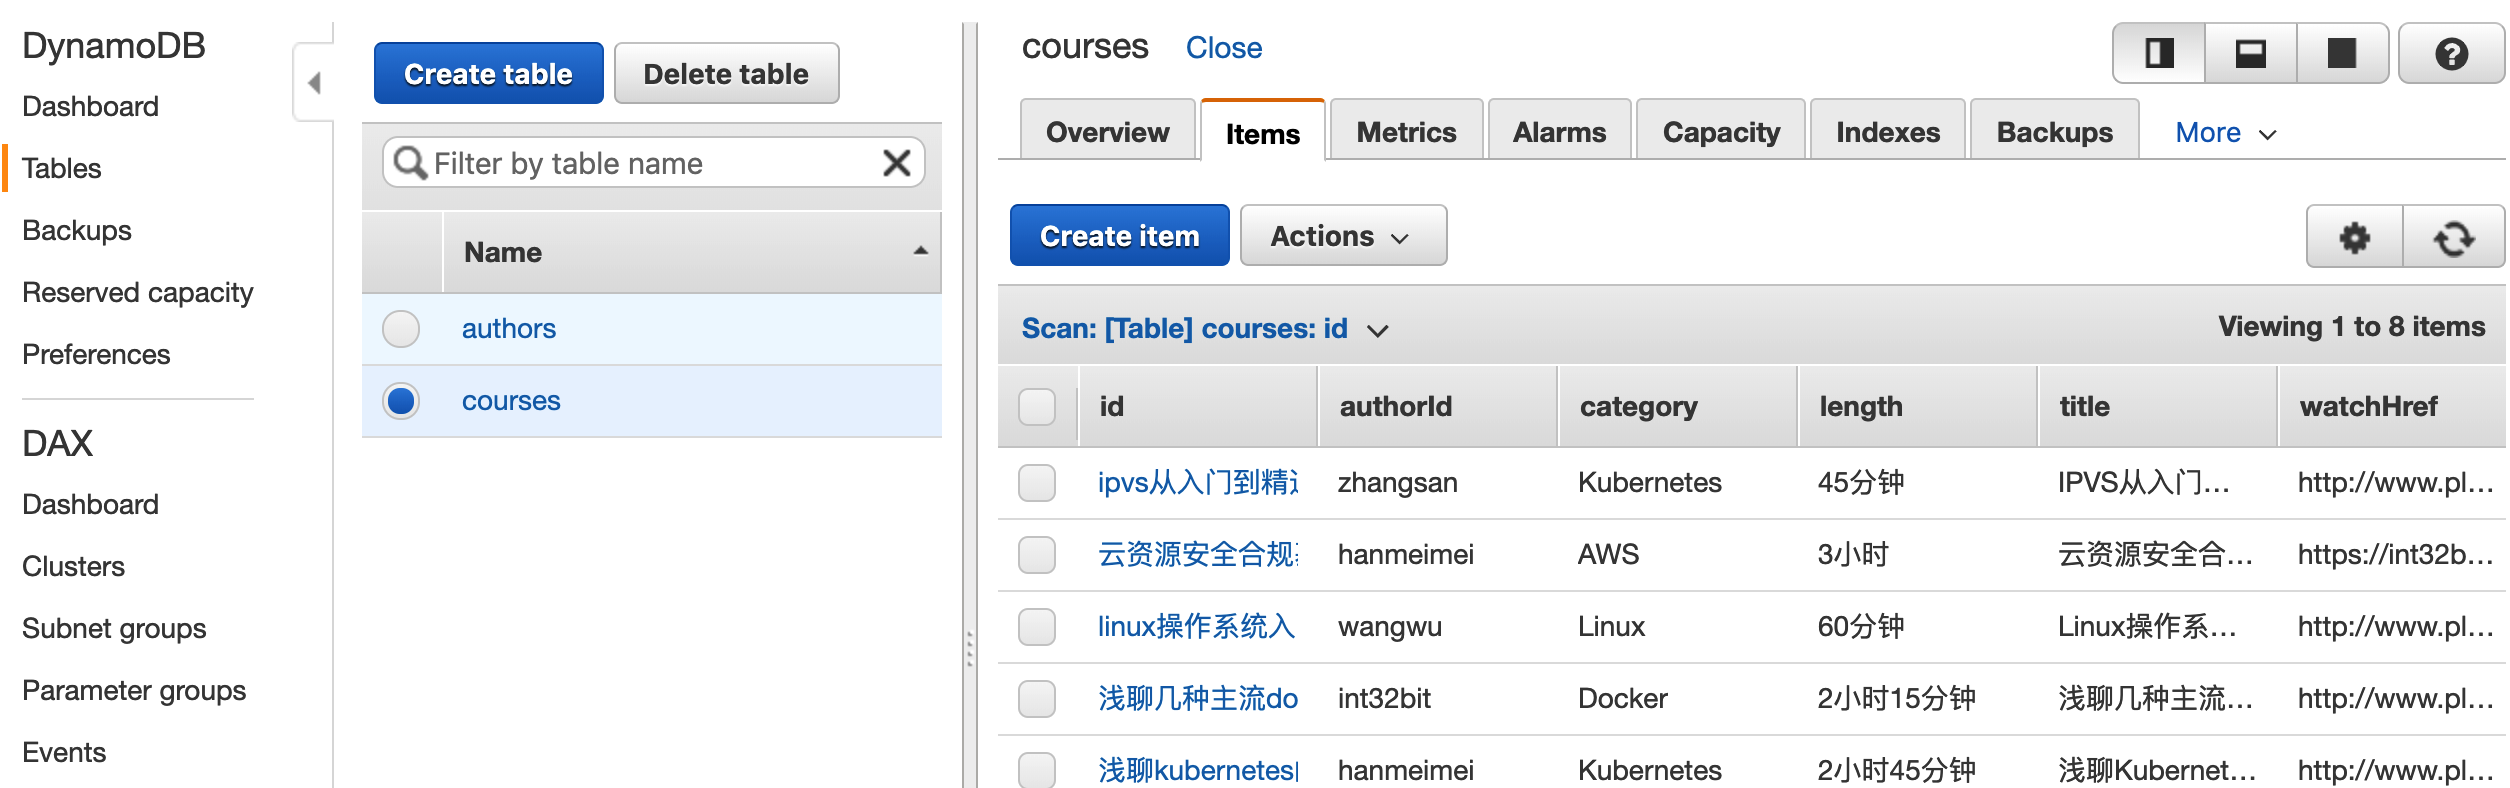 DynamoDB
Dashboard
Tables
Backups
Reserved capacity
Preferences
DAX
Dashboard
Clusters
Subnet groups
Parameter groups
Events
Create table Delete table
Filter by table name
Name
authors
courses
courses Close
Overview Items Metrics Alarms Capacity Indexes Backups More
Create item Actions
Scan: [Table] courses: id Viewing 1 to 8 items
id authorId category length title watchHref
ipvs从入门到精 zhangsan Kubernetes 45分钟 IPVS从入门... http://www.pl...
云资源安全合规 hanmeimei AWS 3小时 云资源安全合... https://int32b...
linux操作系统入 wangwu Linux 60分钟 Linux操作系... http://www.pl...
浅聊几种主流do int32bit Docker 2小时15分钟 浅聊几种主流... http://www.pl...
浅聊kubernetes hanmeimei Kubernetes 2小时45分钟 浅聊Kubernet... http://www.pl...